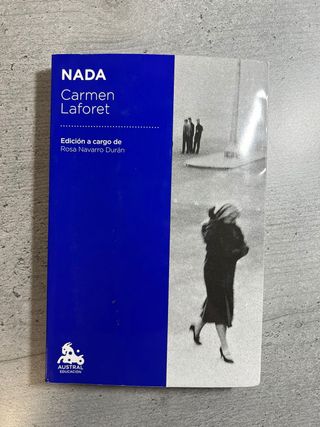 NADA
Carmen
Laforet
Edición a cargo de
Rosa Navarro Durán
AUSTRAL
EDUCACIÓN